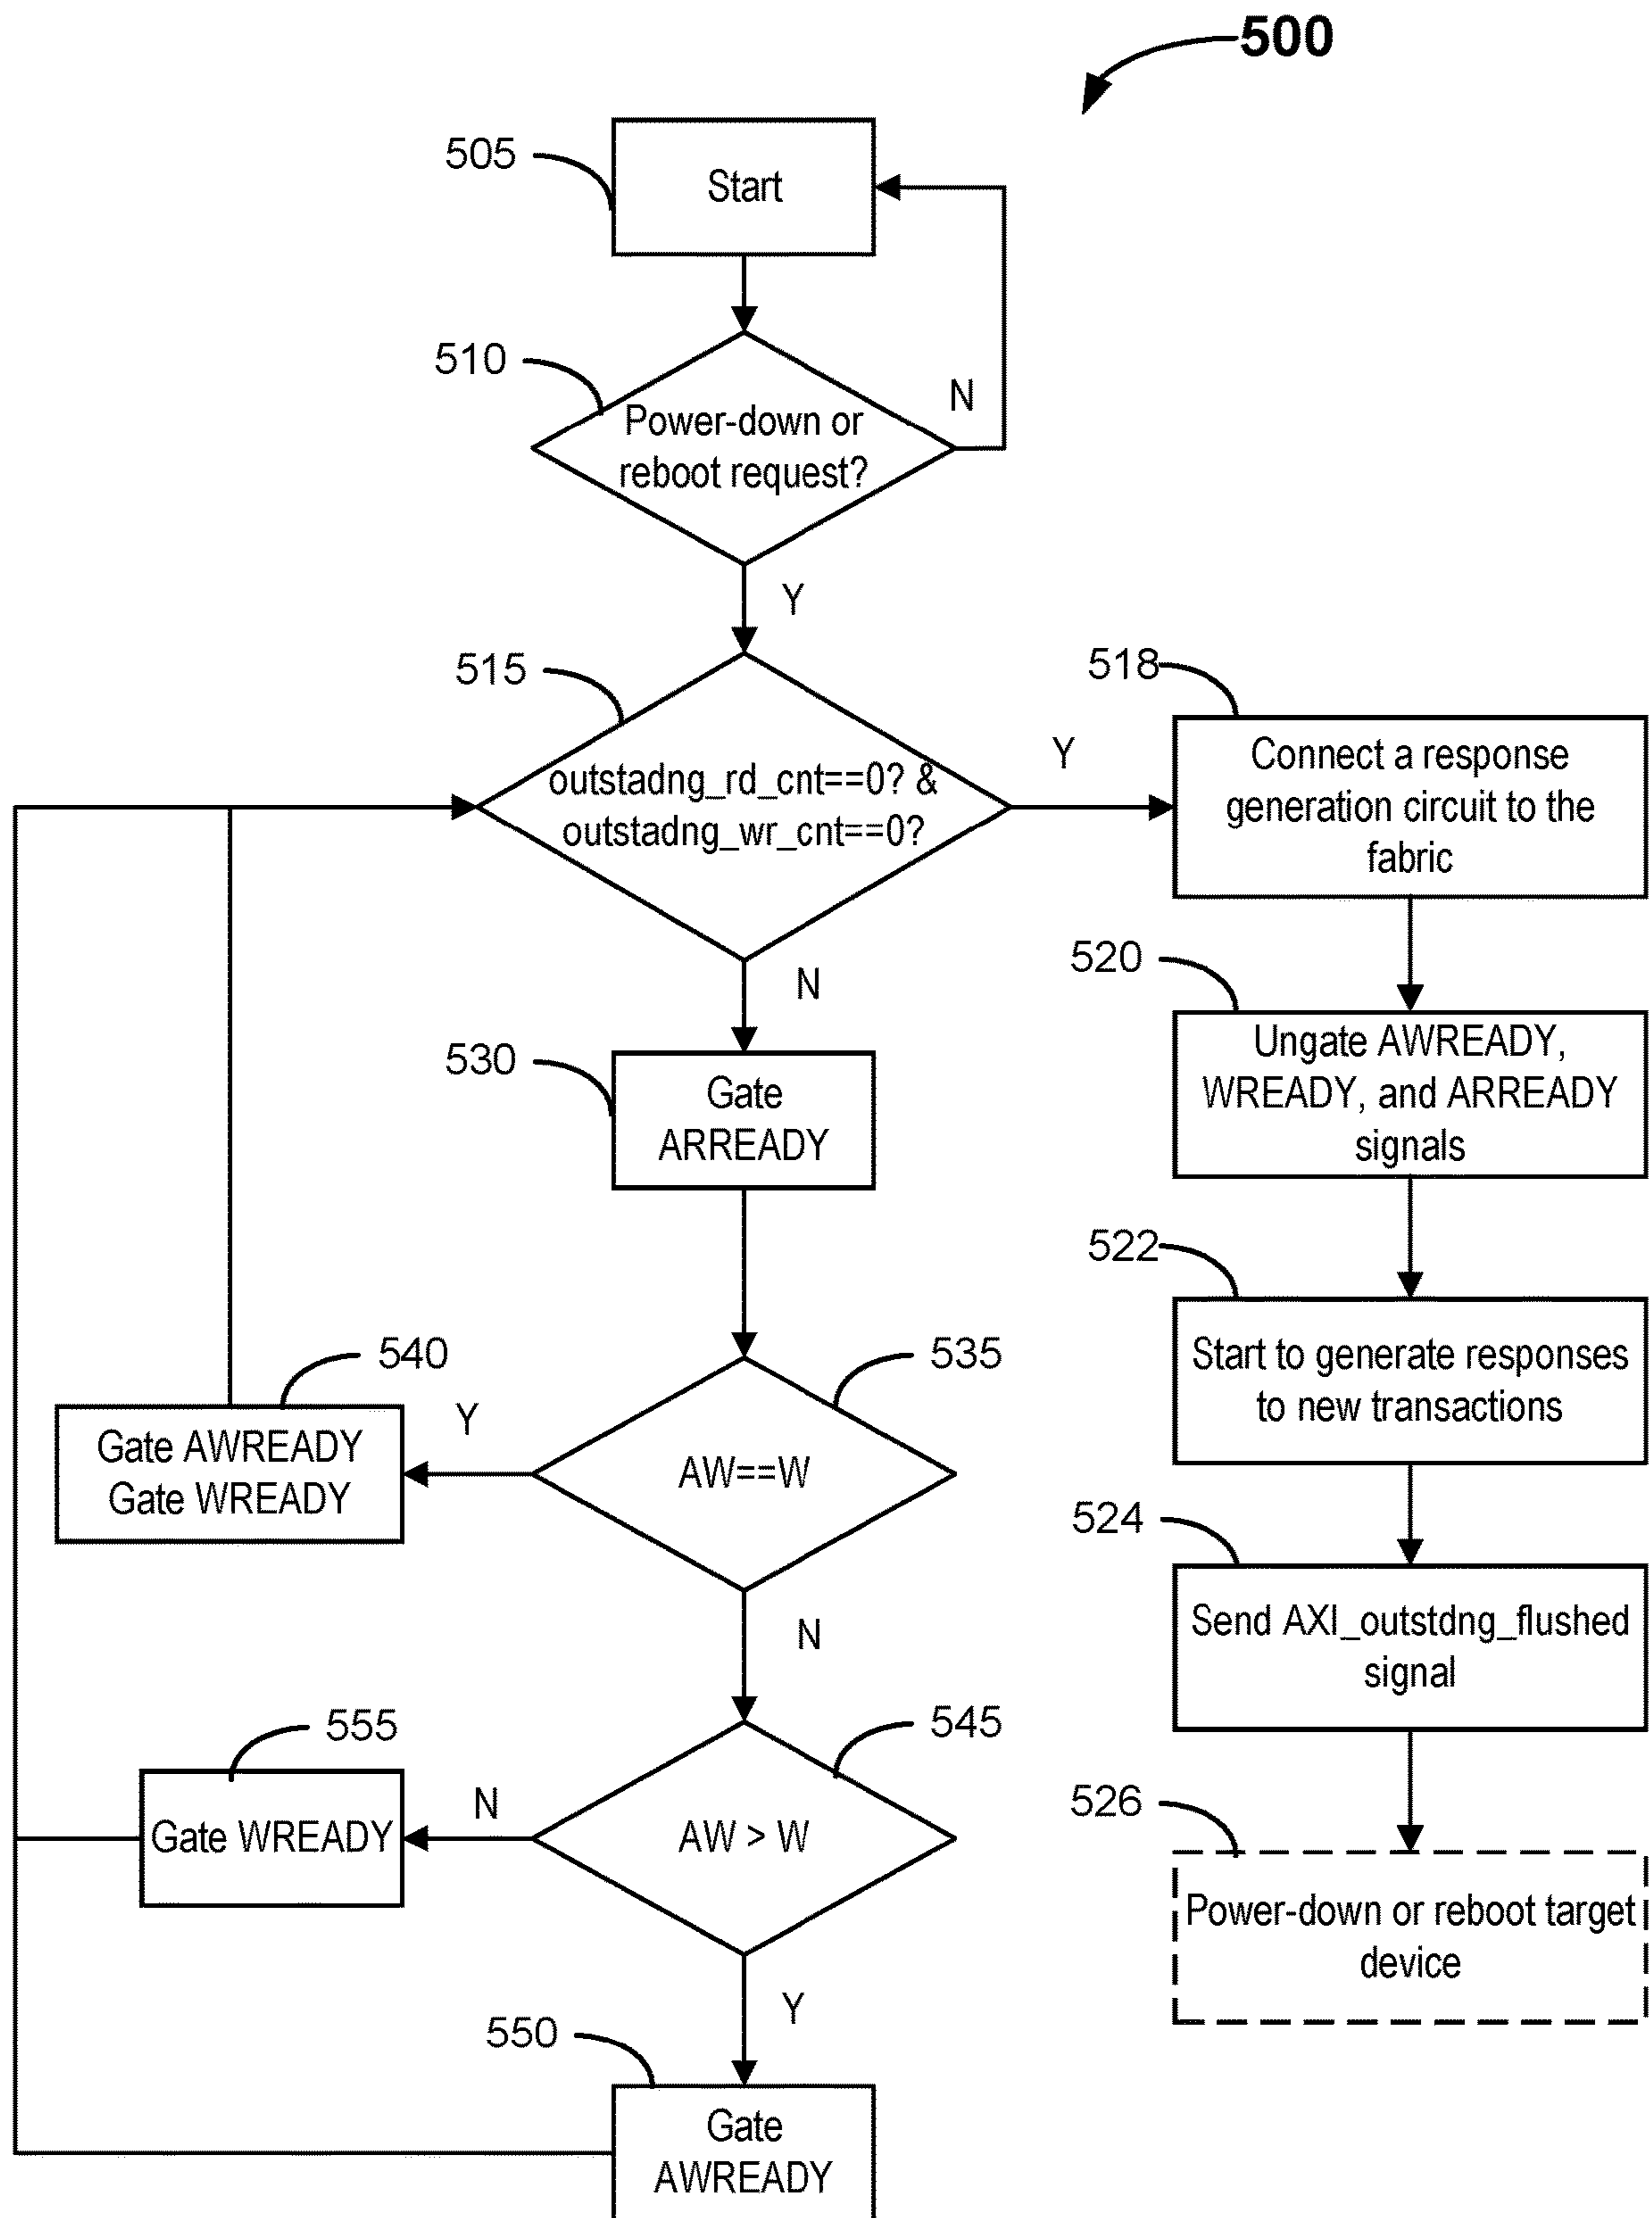 500
505
Start
510
N
Power-down or
reboot request?
Y
515
518
Y
outstadng_rd_cnt==0? &
outstadng_wr_cnt==0?
Connect a response
generation circuit to the
fabric
520
N
530
Ungate AWREADY,
WREADY, and ARREADY
signals
Gate
ARREADY
522
540
535
Start to generate responses
to new transactions
Y
Gate AWREADY
Gate WREADY
AW==W
524
N
Send AXI_outstdng_flushed
signal
555
545
526
N
Gate WREADY
AW > W
Power-down or reboot target
device
Y
550
Gate
AWREADY